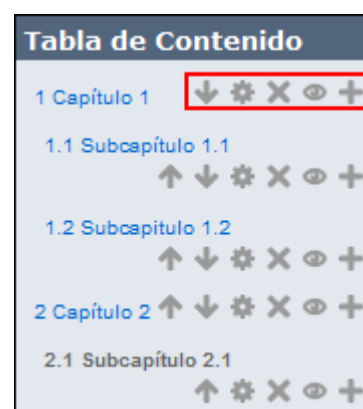 Tabla de Contenido
1 Capítulo 1
1.1 Subcapítulo 1.1
1.2 Subcapitulo 1.2
2 Capítulo 2
2.1 Subcapítulo 2.1